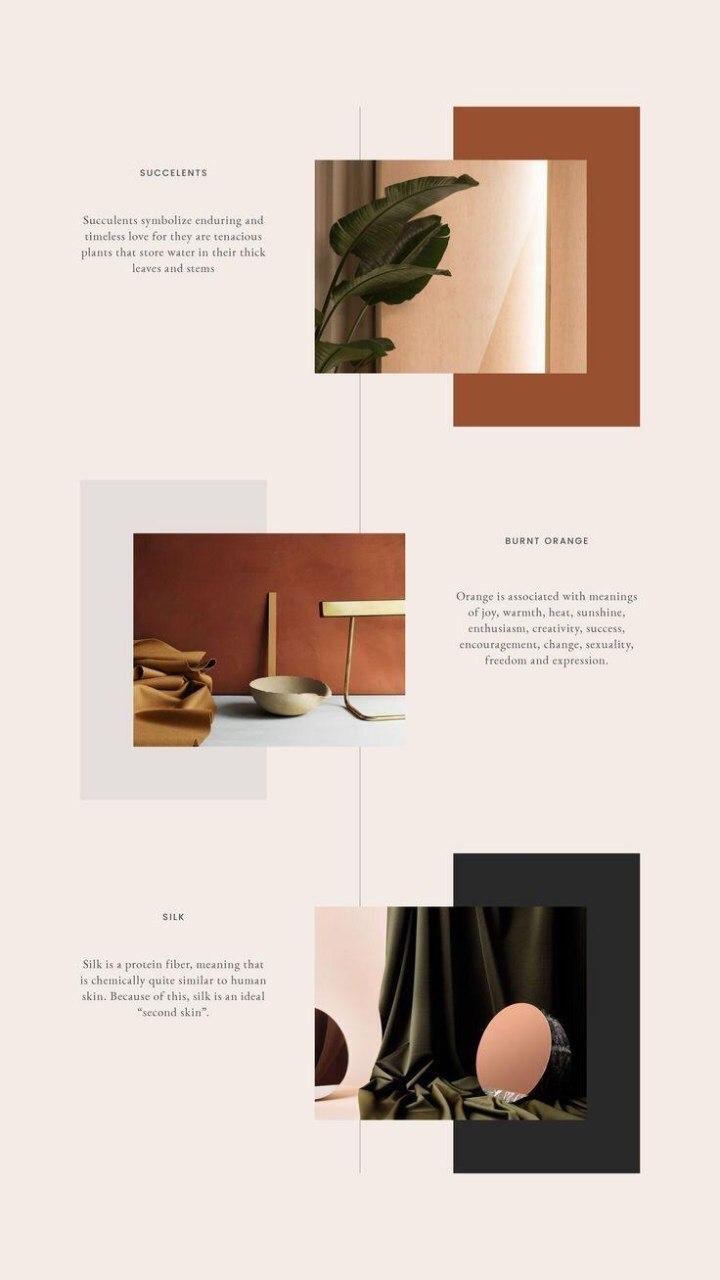 SUCCELENTS
Succulents symbolize enduring and
timeless love for they are tenacious
plants that store water in their thick
leaves and stems
BURNT ORANGE
Orange is associated with meanings
of joy, warmth, heat, sunshine,
enthusiasm, creativity, success,
encouragement, change, sexuality,
freedom and expression.
SILK
Silk is a protein fiber, meaning that
is chemically quite similar to human
skin. Because of this, silk is an ideal
“second skin”.